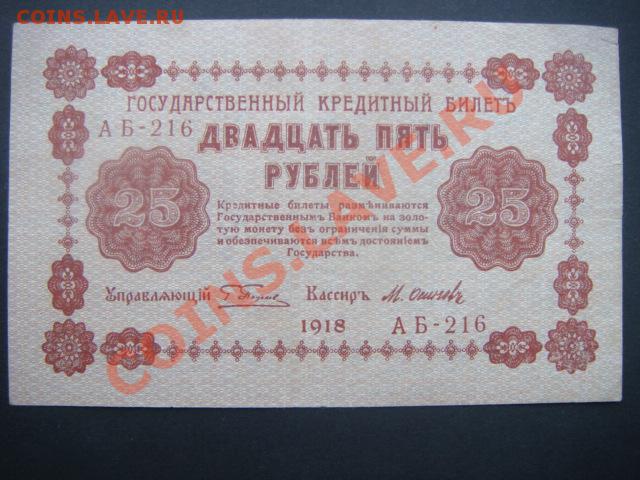 COINS.LAVE.RU
ГОСУДАРСТВЕННЫЙ КРЕДИТНЫЙ БИЛЕТЪ
АБ-216
ДВАДЦАТЬ ПЯТЬ
РУБЛЕЙ
25
25
Кредитные билеты размѣниваются
Государственнымъ Банкомъ на золо-
тую монету безъ ограниченія суммы
и обезпечиваются всѣмъ достояніемъ
Государства.
Управляющій
Кассиръ
1918 АБ-216
COINS.LAVE.RU